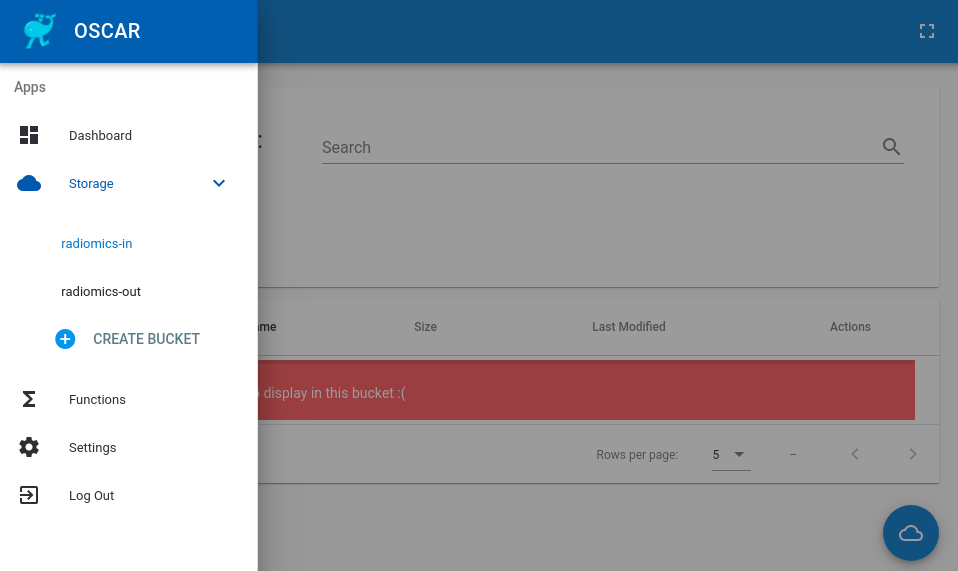 OSCAR
Apps
Dashboard
Storage
radiomics-in
radiomics-out
CREATE BUCKET
Functions
Settings
Log Out
:
Search
ame Size Last Modified Actions
display in this bucket :(
Rows per page: 5 –